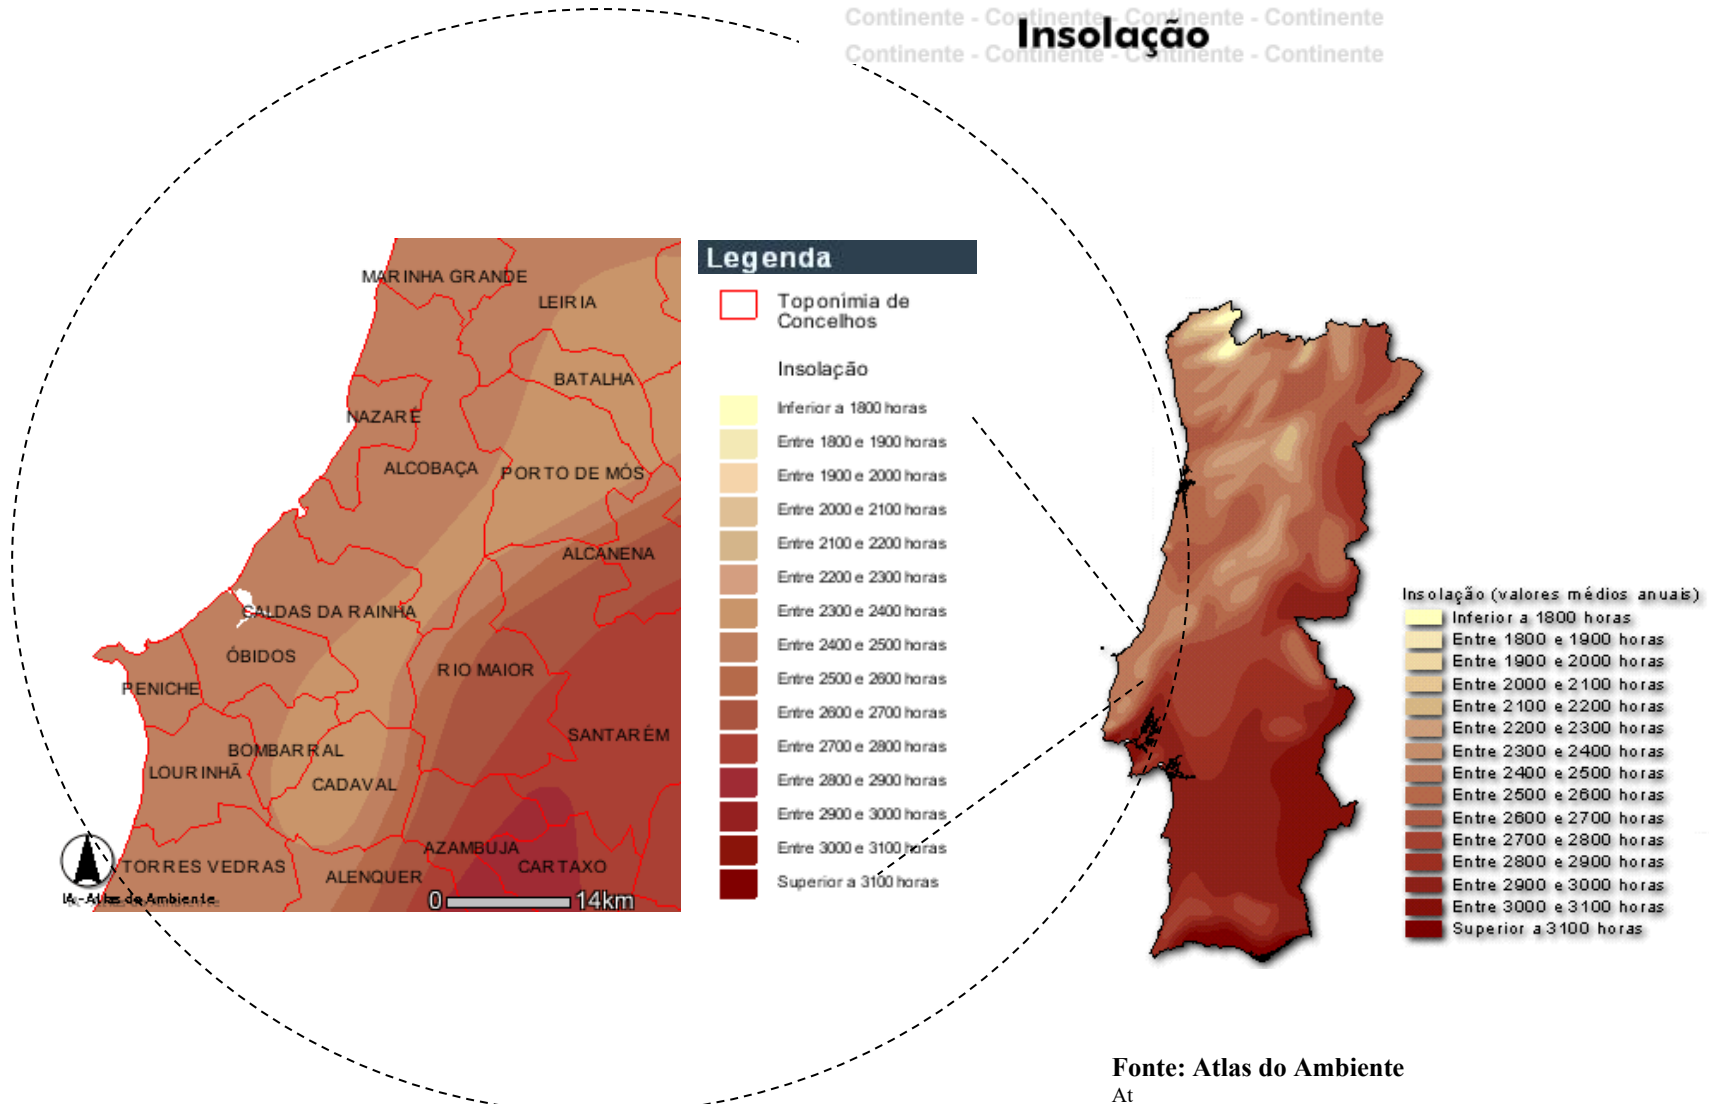 Continente - Continente - Continente - Continente
Insolação
Continente - Continente - Continente - Continente
MARINHA GRANDE
LEIRIA
BATALHA
NAZARÉ
ALCOBAÇA
PORTO DE MÓS
ALCANENA
CALDAS DA RAINHA
ÓBIDOS
RIO MAIOR
PENICHE
SANTARÉM
BOMBARRAL
LOURINHÃ
CADAVAL
AZAMBUJA
TORRES VEDRAS
CARTAXO
ALENQUER
IA - Atlas do Ambiente
0 14km
Legenda
Toponímia de
Concelhos
Insolação
Inferior a 1800 horas
Entre 1800 e 1900 horas
Entre 1900 e 2000 horas
Entre 2000 e 2100 horas
Entre 2100 e 2200 horas
Entre 2200 e 2300 horas
Entre 2300 e 2400 horas
Entre 2400 e 2500 horas
Entre 2500 e 2600 horas
Entre 2600 e 2700 horas
Entre 2700 e 2800 horas
Entre 2800 e 2900 horas
Entre 2900 e 3000 horas
Entre 3000 e 3100 horas
Superior a 3100 horas
Insolação (valores médios anuais)
Inferior a 1800 horas
Entre 1800 e 1900 horas
Entre 1900 e 2000 horas
Entre 2000 e 2100 horas
Entre 2100 e 2200 horas
Entre 2200 e 2300 horas
Entre 2300 e 2400 horas
Entre 2400 e 2500 horas
Entre 2500 e 2600 horas
Entre 2600 e 2700 horas
Entre 2700 e 2800 horas
Entre 2800 e 2900 horas
Entre 2900 e 3000 horas
Entre 3000 e 3100 horas
Superior a 3100 horas
Fonte: Atlas do Ambiente
At